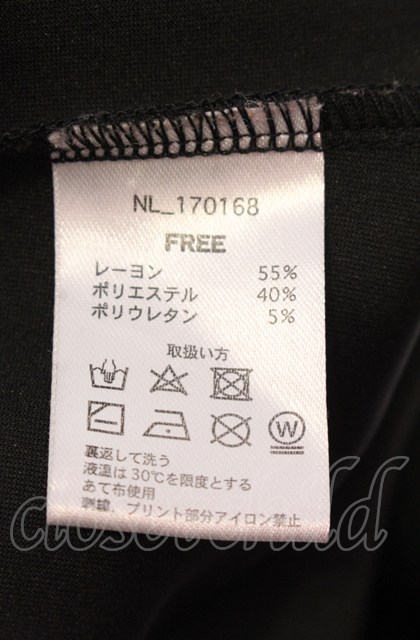 NL_170168
FREE
レーヨン 55%
ポリエステル 40%
ポリウレタン 5%
取扱い方
W
裏返して洗う
液温は30℃を限度とする
あて布使用
刺繍、プリント部分アイロン禁止
closetchild